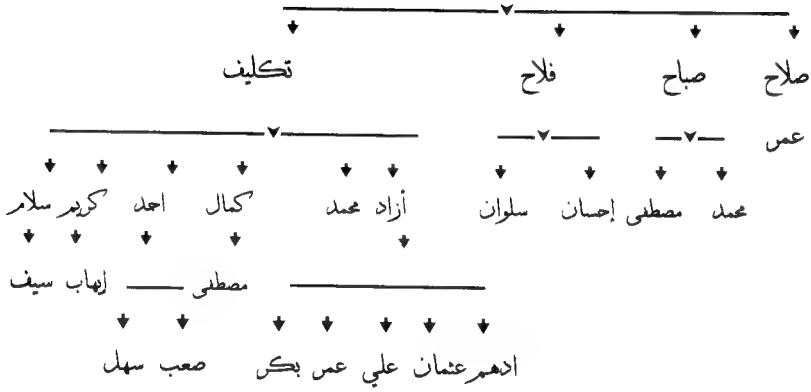 صلاح صباح فلاح تكليف
عمر
محمد مصطفى إحسان سلوان أزاد محمد كمال احمد كريم سلام
مصطفى إيهاب سيف
ادهم عثمان علي عمر بكر صعب سهل